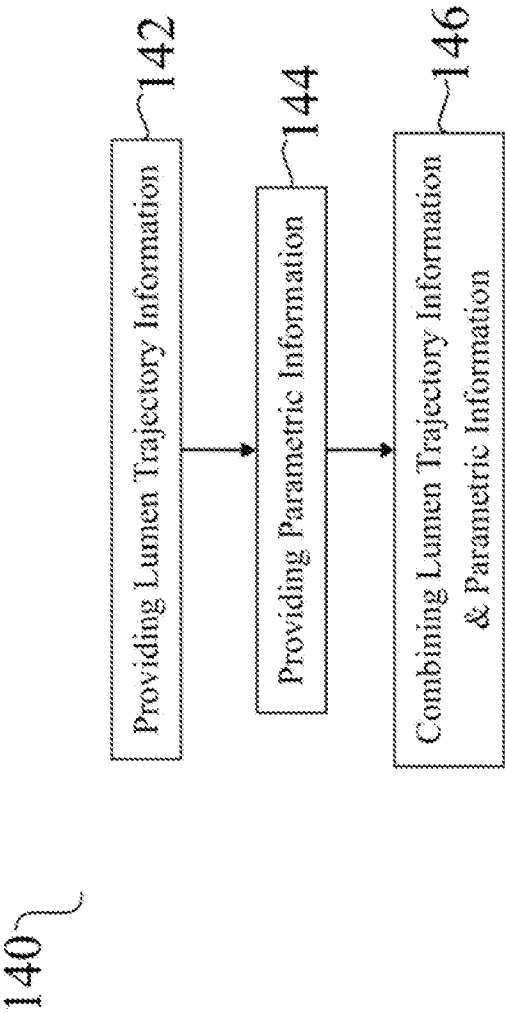 140
Providing Lumen Trajectory Information
142
Providing Parametric Information
144
Combining Lumen Trajectory Information
& Parametric Information
146